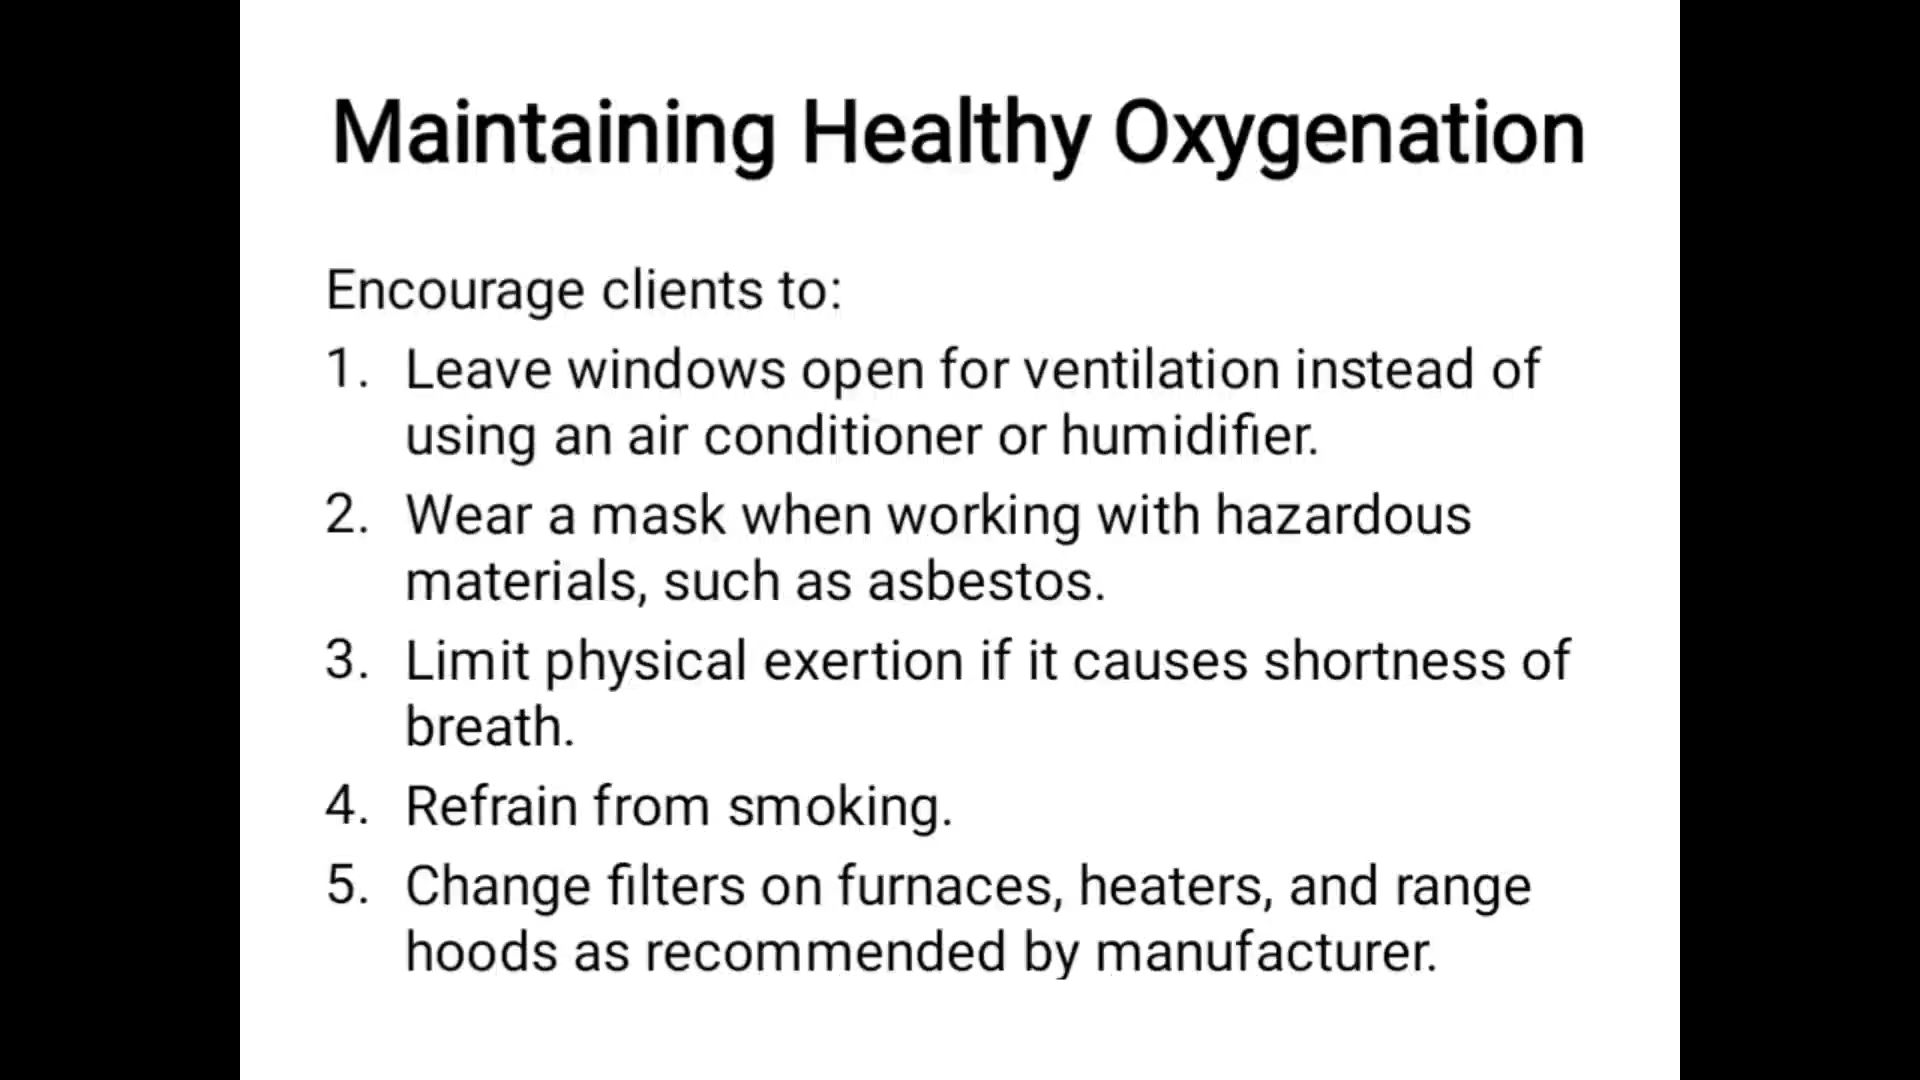 Maintaining Healthy Oxygenation
Encourage clients to:
1. Leave windows open for ventilation instead of
using an air conditioner or humidifier.
2. Wear a mask when working with hazardous
materials, such as asbestos.
3. Limit physical exertion if it causes shortness of
breath.
4. Refrain from smoking.
5. Change filters on furnaces, heaters, and range
hoods as recommended by manufacturer.